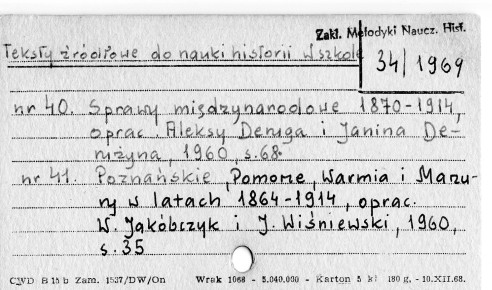 Zakł. Metodyki Naucz. Hist.
Teksty źródłowe do nauki historii w szkole
34/1969
nr 40. Sprawy międzynarodowe 1870-1914,
oprac. Aleksy Deruga i Janina De-
rużyna, 1960, s.68.
nr 41. Poznańskie, Pomorze, Warmia i Mazu-
ry w latach 1864-1914, oprac.
W. Jakóbczyk i J. Wiśniewski, 1960,
s. 35
CWD B 15 b Zam. 1537/DW/On Wrak 1068 - 5.040.000 - Karton 5 kl 180 g. - 10.XII.68.